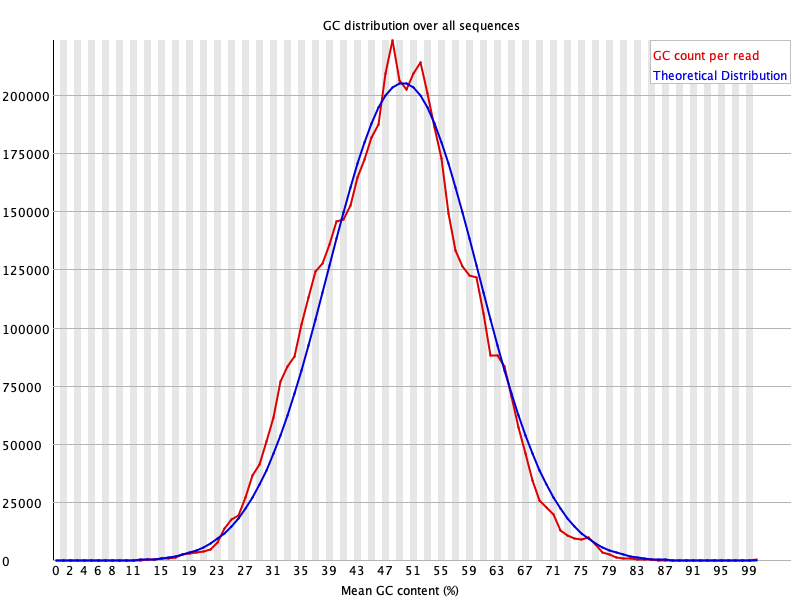 GC distribution over all sequences
GC count per read
Theoretical Distribution
200000
175000
150000
125000
100000
75000
50000
25000
0
0 2 4 6 8 11 15 19 23 27 31 35 39 43 47 51 55 59 63 67 71 75 79 83 87 91 95 99
Mean GC content (%)